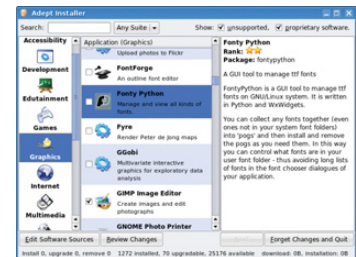 Adept Installer
Search:
Any Suite
Show: unsupported, proprietary software.
Accessibility
Development
Edutainment
Games
Graphics
Internet
Multimedia
Application (Graphics)
Upload photos to Flickr
FontForge
An outline font editor
Fonty Python
Manage and view all kinds of
fonts.
Fyre
Render Peter de Jong maps
GGobi
Multivariate interactive
graphics for exploratory data
analysis
GIMP Image Editor
Create images and edit
photographs
GNOME Photo Printer
Fonty Python
Rank:
Package: fontypython
A GUI tool to manage ttf fonts
FontyPython is a GUI tool to manage ttf
fonts on GNU/Linux system. It is written
in Python and WxWidgets.
You can collect any fonts together (even
ones not in your system font folders)
into 'pogs' and then install and remove
the pogs as you need them. In this way
you can control what fonts are in your
user font folder - thus avoiding long lists
of fonts in the font chooser dialogues of
your application.
Edit Software Sources
Review Changes
Forget Changes and Quit
Install 0, upgrade 0, remove 0 1272 installed, 70 upgradable, 25176 available download: 0B, installation: 0B